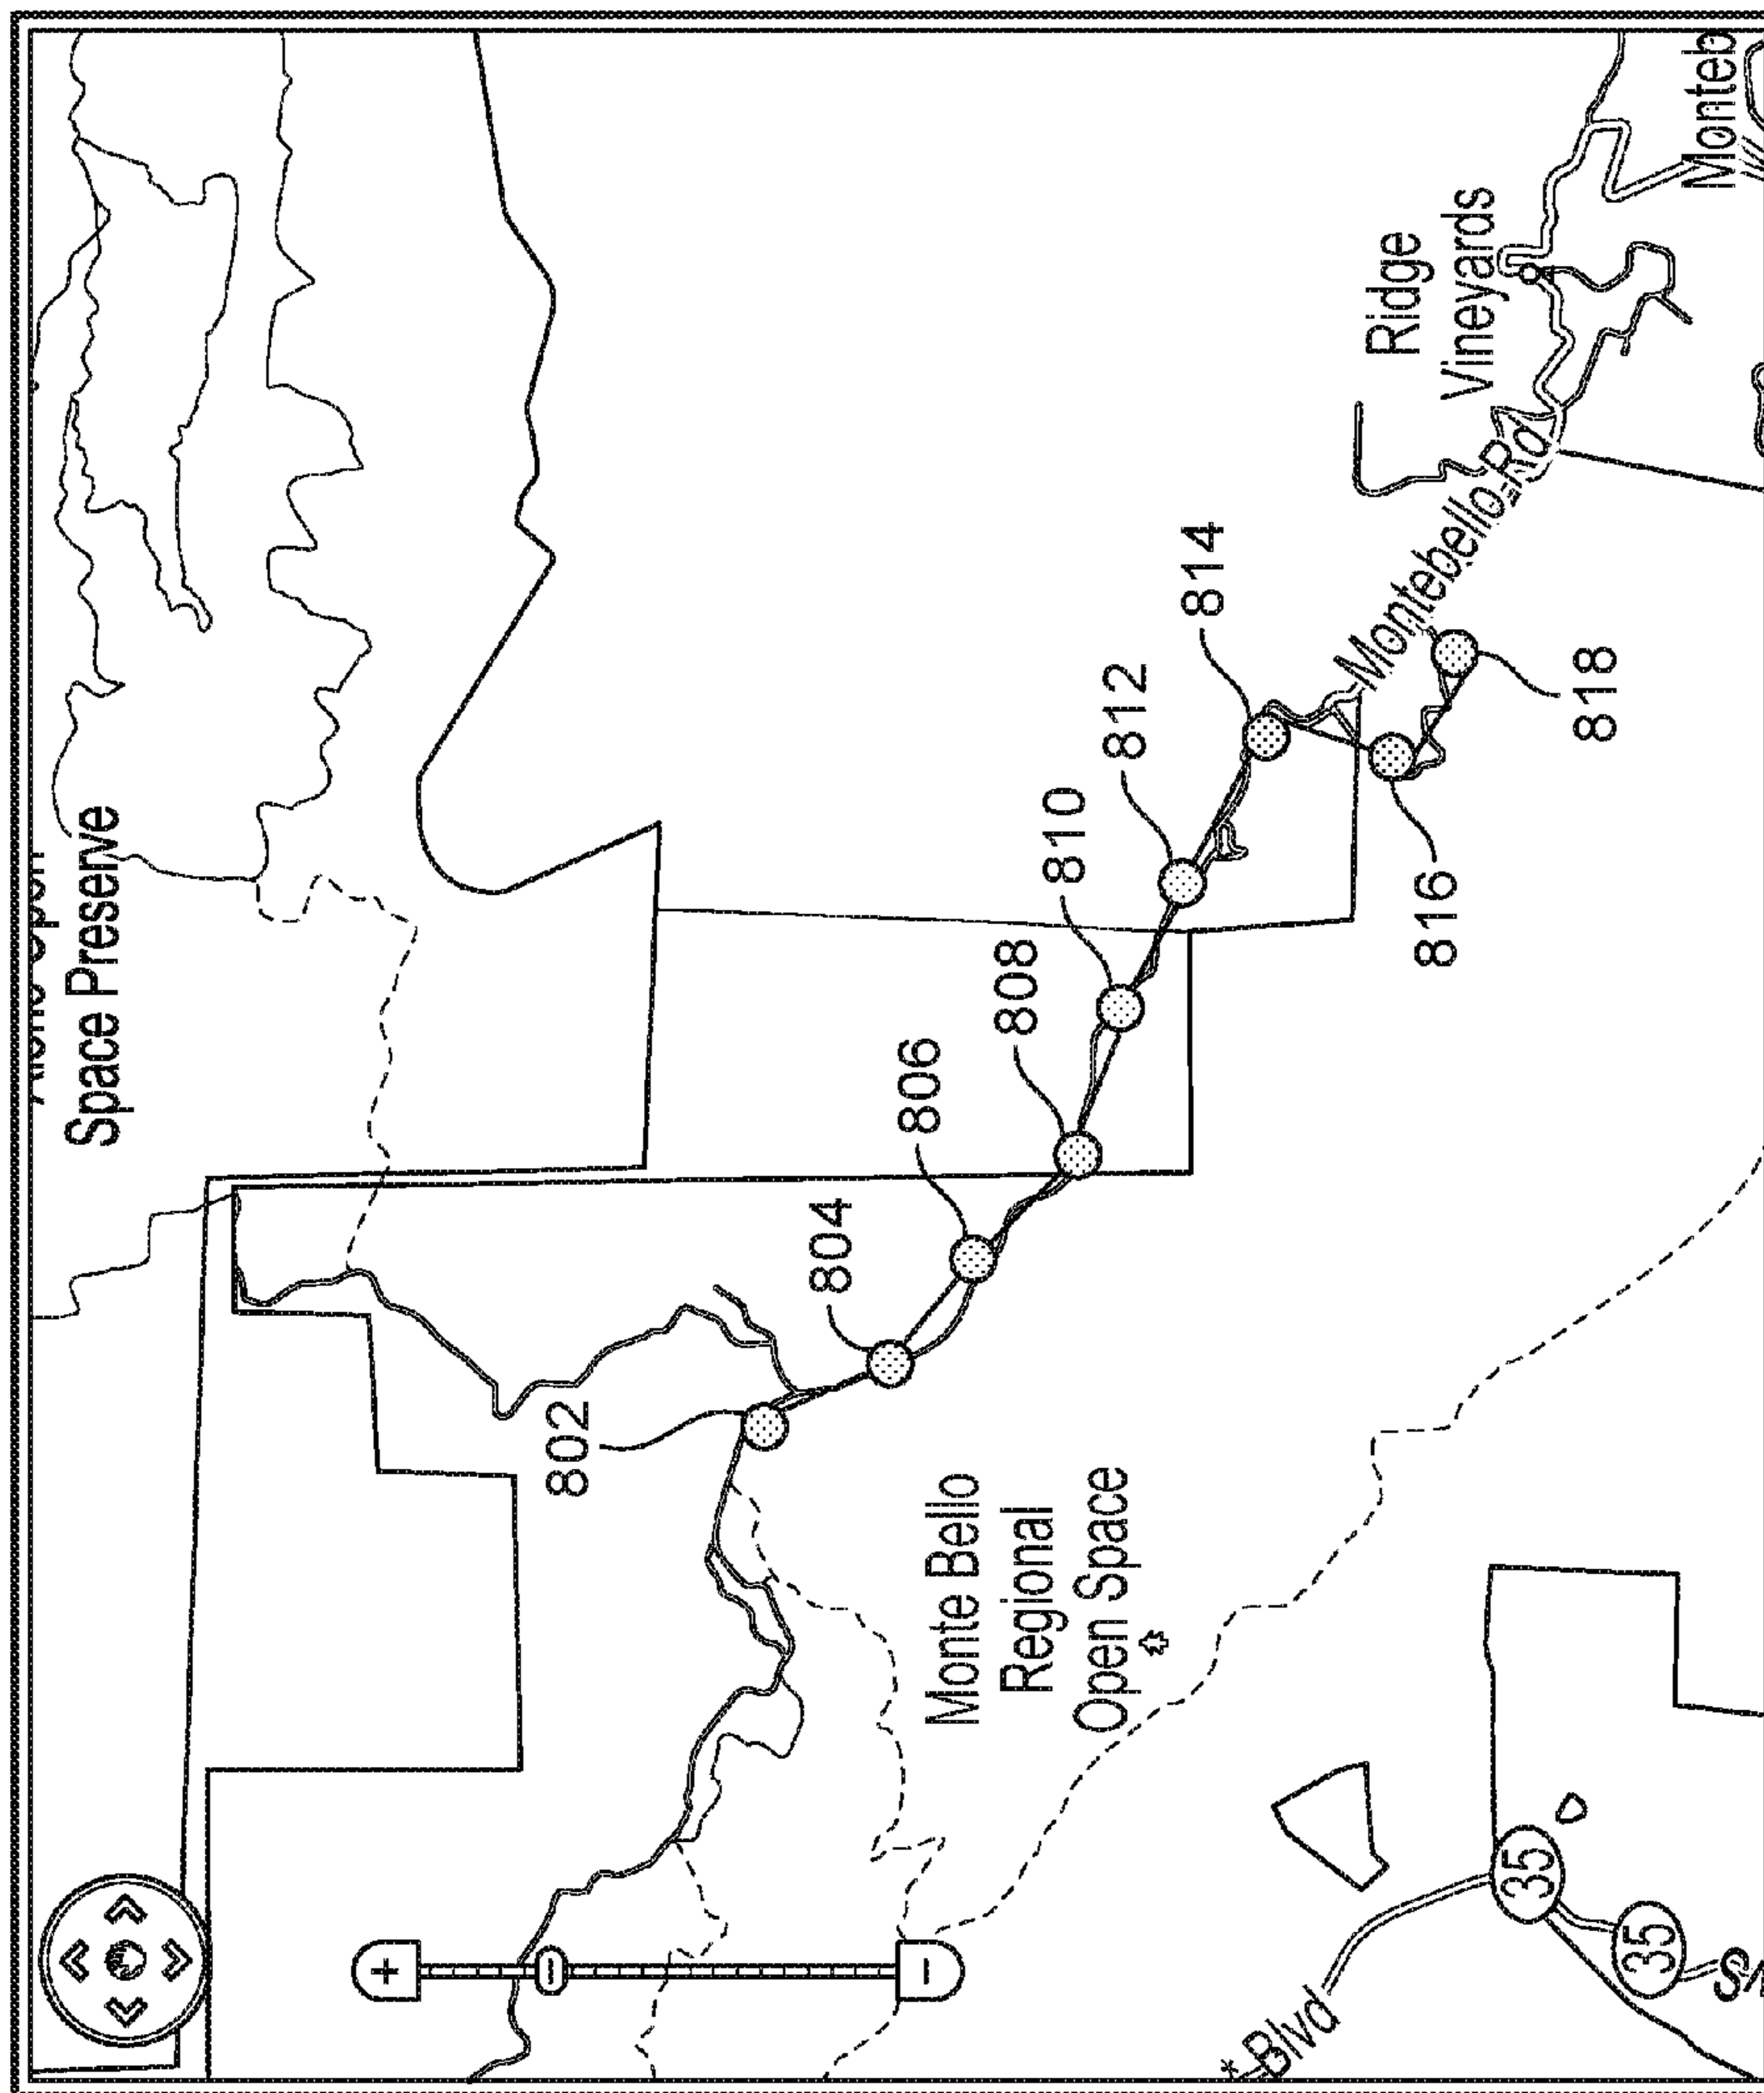 Space Preserve
802
804
806
808
810
812
814
816
818
Monte Bello
Regional
Open Space
Montebello Rd
Ridge
Vineyards
Monteb
Blvd
35
35
+
-